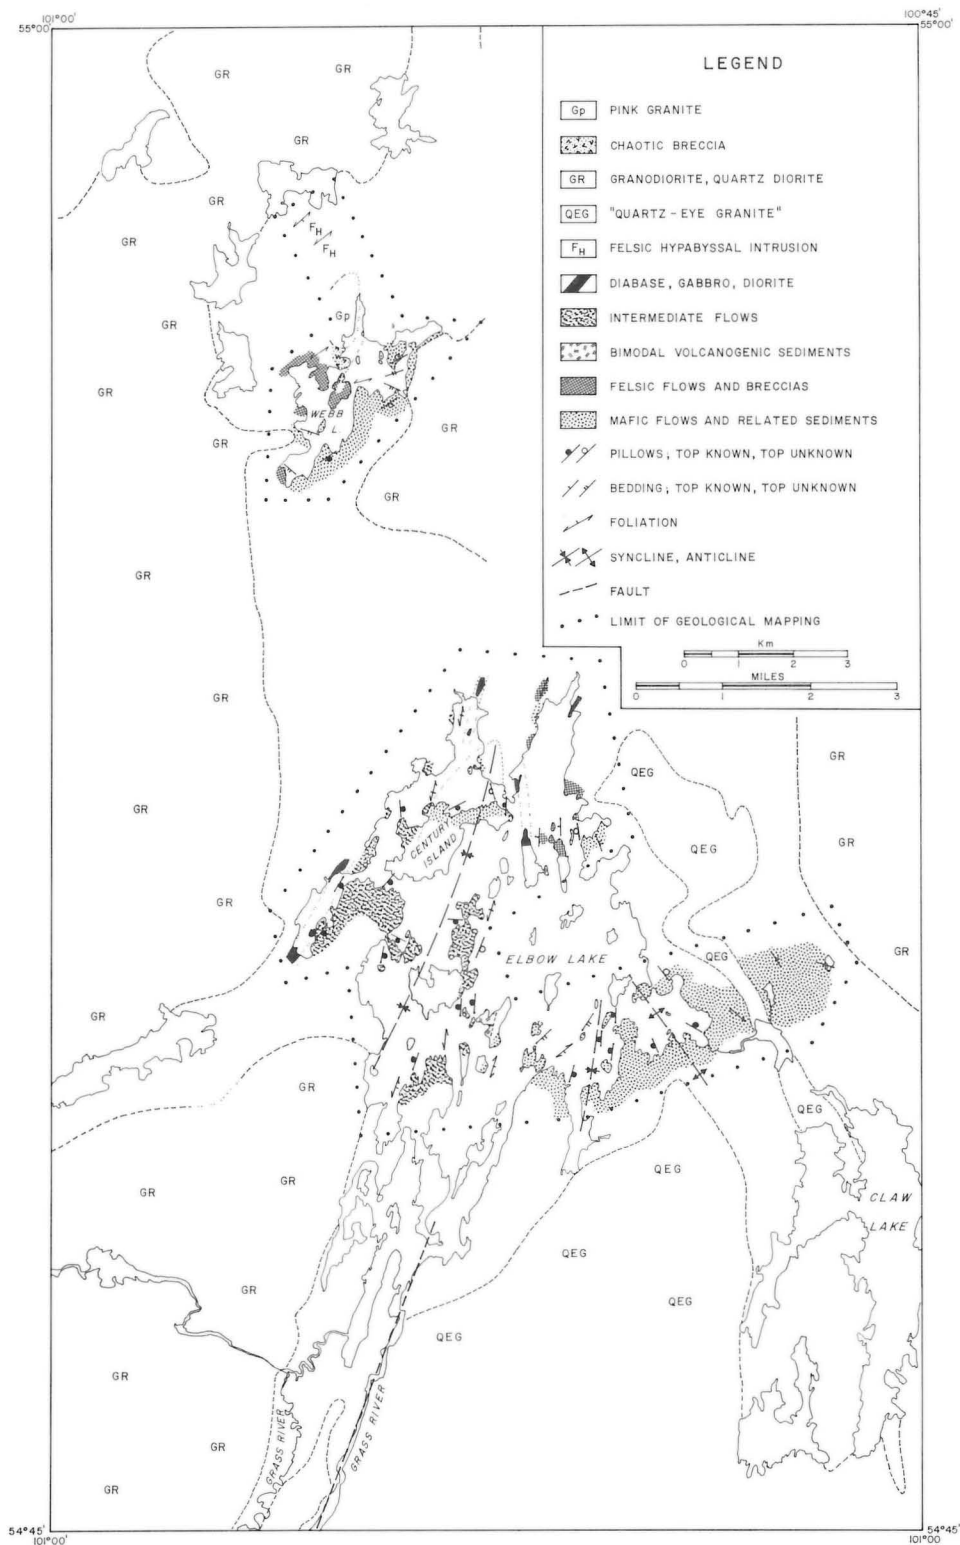 101°00'
100°45'
55°00'
55°00'
LEGEND
Gp PINK GRANITE
CHAOTIC BRECCIA
GR GRANODIORITE, QUARTZ DIORITE
QEG "QUARTZ-EYE GRANITE"
FH FELSIC HYPABYSSAL INTRUSION
DIABASE, GABBRO, DIORITE
INTERMEDIATE FLOWS
BIMODAL VOLCANOGENIC SEDIMENTS
FELSIC FLOWS AND BRECCIAS
MAFIC FLOWS AND RELATED SEDIMENTS
PILLOWS; TOP KNOWN, TOP UNKNOWN
BEDDING; TOP KNOWN, TOP UNKNOWN
FOLIATION
SYNCLINE, ANTICLINE
FAULT
LIMIT OF GEOLOGICAL MAPPING
Km
0 1 2 3
MILES
0 1 2 3
GR
GR
GR
GR
FH
GR
FH
Gp
GR
GR
WEBB
L.
GR
GR
GR
GR
GR
GR
QEG
GR
CENTURY
ISLAND
QEG
GR
GR
ELBOW LAKE
QEG
GR
GR
GR
QEG
GR
GR
QEG
CLAW
LAKE
QEG
GR
QEG
QEG
GR
GRASS RIVER
GRASS RIVER
GR
GR
54°45'
54°45'
101°00'
101°00'